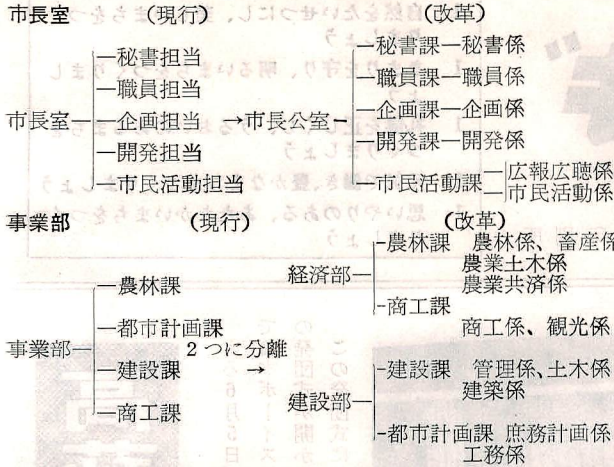 市長室　（現行）　（改革）
秘書担当　秘書課—秘書係
職員担当　職員課—職員係
市長室　企画担当　→市長公室　企画課—企画係
開発担当　開発課—開発係
市民活動担当　市民活動課　広報広聴係
市民活動係
事業部　（現行）　（改革）
農林課　農林係、畜産係
経済部　農業土木係
農林課　農業共済係
商工課
都市計画課　商工係、観光係
事業部　2つに分離
建設課　→　建設課　管理係、土木係
建設部　建築係
商工課
都市計画課　庶務計画係
工務係